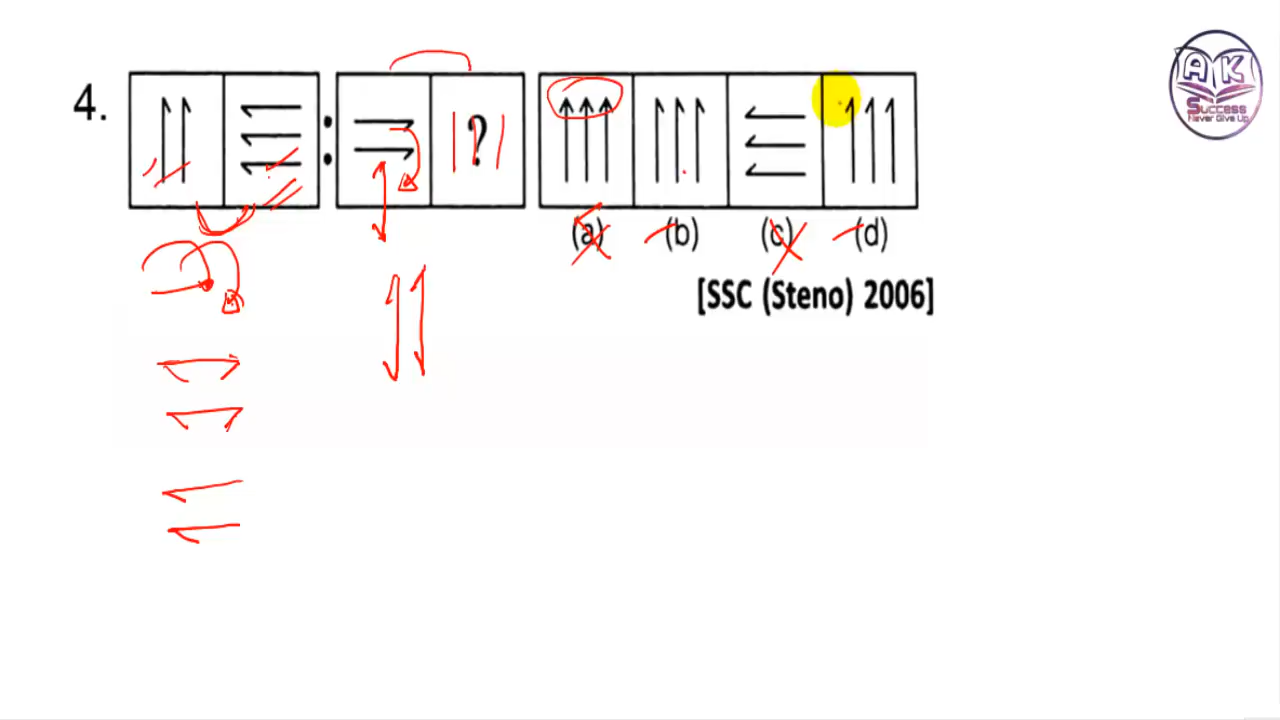 4.
: ?
(a) (b) (c) (d)
[SSC (Steno) 2006]
AK
Success
Never Give Up